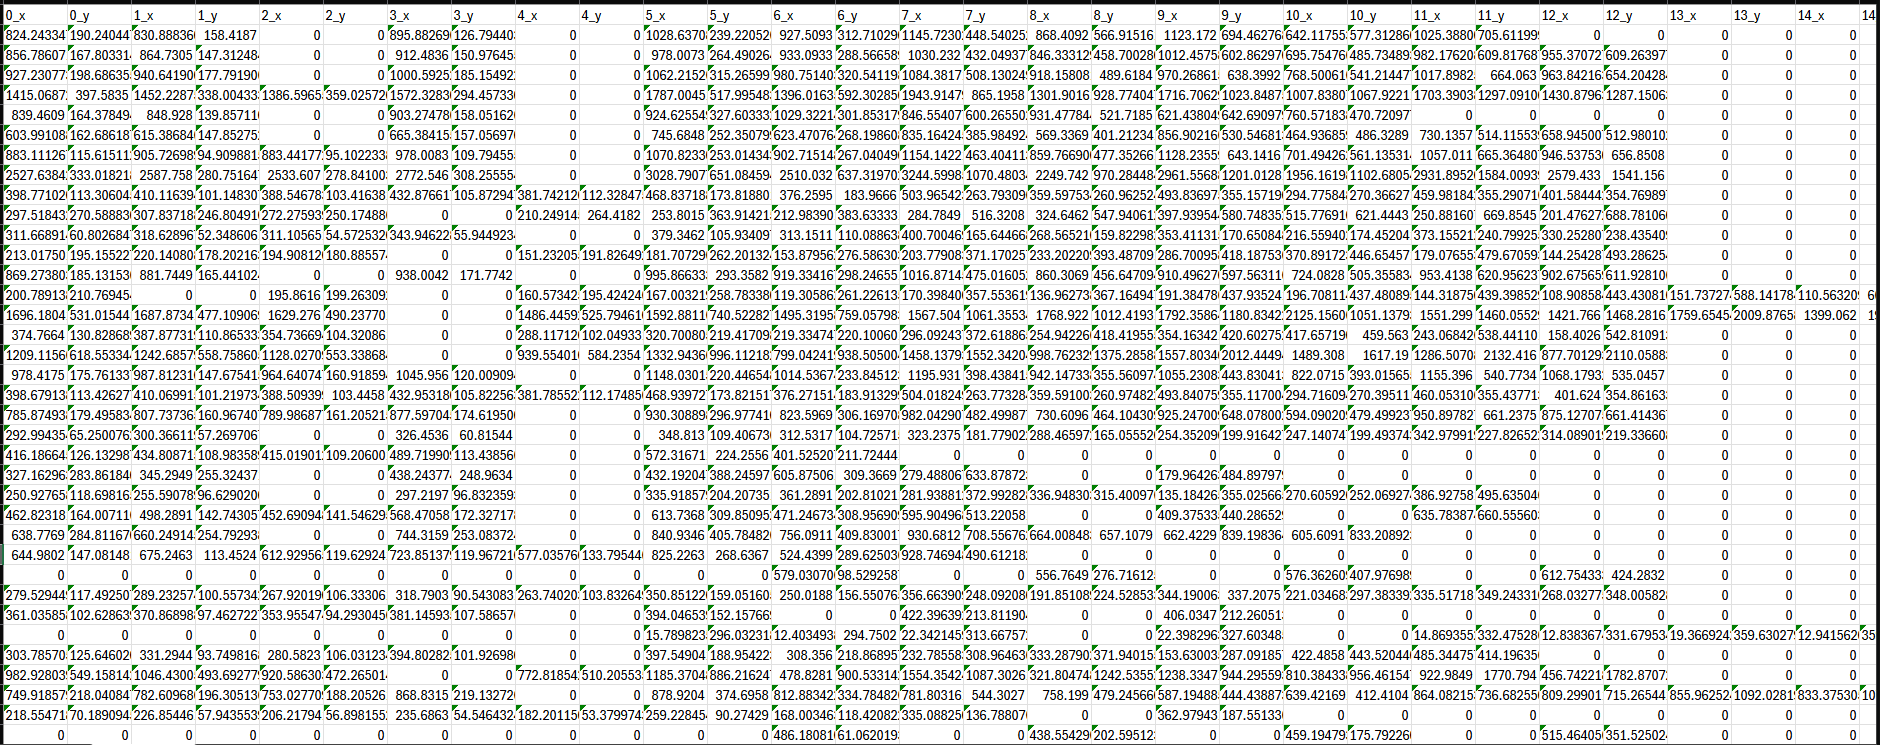 0_x 0_y 1_x 1_y 2_x 2_y 3_x 3_y 4_x 4_y 5_x 5_y 6_x 6_y 7_x 7_y 8_x 8_y 9_x 9_y 10_x 10_y 11_x 11_y 12_x 12_y 13_x 13_y 14_x 14
824.24334 190.24044 830.88836 158.4187 0 0 895.88269 126.79440 0 0 1028.6370 239.22052 927.5093 312.71029 1145.7230 448.54025 868.4092 566.91516 1123.172 694.46276 642.11755 577.31286 1025.3880 705.61199 0 0 0 0 0
856.78607 167.80331 864.7305 147.31248 0 0 912.4836 150.97645 0 0 978.0073 264.49026 933.0933 288.56658 1030.232 432.04937 846.33312 458.70028 1012.4575 602.86297 695.75476 485.73489 982.17620 609.81768 955.37072 609.26397 0 0 0
927.23077 198.68635 940.64190 177.79190 0 0 1000.5925 185.15492 0 0 1062.2152 315.26599 980.75140 320.54119 1084.3817 508.13024 918.15808 489.6184 970.26861 638.3992 768.50061 541.21447 1017.8982 664.063 963.84216 654.20428 0 0 0
1415.0687 397.5835 1452.2287 338.00433 1386.5965 359.02572 1572.3283 294.45733 0 0 1787.0045 517.99548 1396.0163 592.30285 1943.9147 865.1958 1301.9016 928.77404 1716.7062 1023.8487 1007.8380 1067.9221 1703.3903 1297.0910 1430.8796 1287.1506 0 0 0
839.4609 164.37849 848.928 139.85711 0 0 903.27478 158.05162 0 0 924.62554 327.60333 1029.3221 301.85317 846.55407 600.26550 931.47784 521.7185 621.43804 642.69097 760.57183 470.72097 0 0 0 0 0 0 0
603.99108 162.68618 615.38684 147.85275 0 0 665.38415 157.05697 0 0 745.6848 252.35079 623.47076 268.19860 835.16424 385.98492 569.3369 401.21234 856.90216 530.54681 464.93685 486.3289 730.1357 514.11553 658.94500 512.98010 0 0 0
883.11126 115.61511 905.72698 94.909881 883.44177 95.102233 978.0083 109.79455 0 0 1070.8233 253.01434 902.71514 267.04049 1154.1422 463.40411 859.76690 477.35266 1128.2355 643.1416 701.49426 561.13531 1057.011 665.36480 946.53753 656.8508 0 0 0
2527.6384 333.01821 2587.758 280.75164 2533.607 278.84100 2772.546 308.25555 0 0 3028.7907 651.08459 2510.032 637.31970 3244.5998 1070.4803 2249.742 970.28448 2961.5568 1201.0128 1956.1619 1102.6805 2931.8952 1584.0093 2579.433 1541.156 0 0 0
398.77102 113.30604 410.11639 101.14830 388.54678 103.41638 432.87661 105.87294 381.74212 112.32847 468.83718 173.81880 376.2595 183.9666 503.96542 263.79309 359.59753 260.96252 493.83697 355.15719 294.77584 270.36627 459.98184 355.29071 401.58444 354.76989 0 0 0
297.51843 270.58883 307.83718 246.80491 272.27593 250.17488 0 0 210.24914 264.4182 253.8015 363.91421 212.98390 383.63333 284.7849 516.3208 324.6462 547.94061 397.93954 580.74835 515.77691 621.4443 250.88160 669.8545 201.47627 688.78106 0 0 0
311.66891 60.802684 318.62896 52.348606 311.10565 54.572532 343.94622 55.944923 0 0 379.3462 105.93409 313.1511 110.08863 400.70046 165.64466 268.56521 159.82298 353.41131 170.65084 216.55940 174.45204 373.15521 240.79925 330.25280 238.43540 0 0 0
213.01750 195.15522 220.14080 178.20216 194.90812 180.88557 0 0 151.23205 191.82649 181.70729 262.20134 153.87956 276.58630 203.77908 371.17025 233.20220 393.48709 286.70099 418.18753 370.89172 446.65457 179.07655 479.67059 144.25428 493.28625 0 0 0
869.27380 185.13153 881.7449 165.44102 0 0 938.0042 171.7742 0 0 995.86633 293.3582 919.33416 298.24655 1016.8714 475.01605 860.3069 456.64709 910.49627 597.56311 724.0828 505.35583 953.4138 620.95623 902.67565 611.92810 0 0 0
200.78913 210.76945 0 0 195.8616 199.26309 0 0 160.57342 195.42424 167.00321 258.78338 119.30586 261.22613 170.39840 357.55361 136.96273 367.16494 191.38478 437.93524 196.70811 437.48089 144.31875 439.39852 108.90858 443.43081 151.73727 588.14178 110.56320 6
1696.1804 531.01544 1687.8734 477.10906 1629.276 490.23770 0 0 1486.4459 525.79461 1592.8811 740.52282 1495.3195 759.05798 1567.504 1061.3553 1768.922 1012.4193 1792.3586 1180.8342 2125.1560 1051.1379 1551.299 1460.0552 1421.766 1468.2816 1759.6545 2009.8765 1399.062 1
374.7664 130.82868 387.87731 110.86533 354.73669 104.32086 0 0 288.11712 102.04933 320.70080 219.41709 219.33474 220.10060 296.09243 372.61886 254.94226 418.41955 354.16342 420.60275 417.65719 459.563 243.06842 538.44110 158.4026 542.81091 0 0 0
1209.1156 618.55334 1242.6857 558.75860 1128.0270 553.33868 0 0 939.55401 584.2354 1332.9436 996.11218 799.04241 938.50500 1458.1379 1552.3420 998.76232 1375.2858 1557.8034 2012.4449 1489.308 1617.19 1286.5070 2132.416 877.70129 2110.0588 0 0 0
978.4175 175.76133 987.81231 147.67541 964.64074 160.91859 1045.956 120.00909 0 0 1148.0301 220.44654 1014.5367 233.84512 1195.931 398.43841 942.14733 355.56097 1055.2308 443.83041 822.0715 393.01565 1155.396 540.7734 1068.1793 535.0457 0 0 0
398.67913 113.42627 410.06991 101.21973 388.50939 103.4458 432.95318 105.82256 381.78552 112.17485 468.93972 173.82151 376.27151 183.91329 504.01824 263.77328 359.59100 260.97482 493.84075 355.11700 294.71609 270.39511 460.05310 355.43771 401.624 354.86163 0 0 0
785.87493 179.49583 807.73736 160.96740 789.98687 161.20521 877.59704 174.61950 0 0 930.30889 296.97741 823.5969 306.16970 982.04290 482.49987 730.6096 464.10430 925.24700 648.07800 594.09020 479.49923 950.89782 661.2375 875.12707 661.41436 0 0 0
292.99435 65.250076 300.36611 57.269706 0 0 326.4536 60.81544 0 0 348.813 109.40673 312.5317 104.72571 323.2375 181.77902 288.46597 165.05552 254.35209 199.91642 247.14074 199.49374 342.97991 227.82652 314.08901 219.33660 0 0 0
416.18664 126.13298 434.80871 108.98358 415.01901 109.20600 489.71990 113.43856 0 0 572.31671 224.2556 401.52520 211.72444 0 0 0 0 0 0 0 0 0 0 0 0 0 0 0
327.16296 283.86184 345.2949 255.32437 0 0 438.24377 248.9634 0 0 432.19204 388.24597 605.87506 309.3669 279.48806 633.87872 0 0 179.96426 484.89797 0 0 0 0 0 0 0 0 0
250.92765 118.69816 255.59078 96.629020 0 0 297.2197 96.832359 0 0 335.91857 204.20735 361.2891 202.81021 281.93881 372.99282 336.94830 315.40097 135.18426 355.02566 270.60592 252.06927 386.92758 495.63504 0 0 0 0 0
462.82318 164.00711 498.2891 142.74305 452.69094 141.54629 568.47058 172.32717 0 0 613.7368 309.85095 471.24673 308.95690 595.90496 513.22058 0 0 409.37533 440.28652 0 0 635.78387 660.55560 0 0 0 0 0
638.7769 284.81167 660.24914 254.79293 0 0 744.3159 253.08372 0 0 840.9346 405.78482 756.0911 409.83001 930.6812 708.55676 664.00848 657.1079 662.4229 839.19836 605.6091 833.20892 0 0 0 0 0 0 0
644.9802 147.08148 675.2463 113.4524 612.92956 119.62924 723.85137 119.96721 577.03576 133.79544 825.2263 268.6367 524.4399 289.62503 928.74694 490.61218 0 0 0 0 0 0 0 0 0 0 0 0 0
0 0 0 0 0 0 0 0 0 0 0 0 579.03070 98.529258 0 0 556.7649 276.71612 0 0 576.36260 407.97698 0 0 612.75433 424.2832 0 0 0
279.52944 117.49250 289.23257 100.55734 267.92019 106.33306 318.7903 90.543083 263.74020 103.83264 350.85122 159.05160 250.0188 156.55076 356.66390 248.09208 191.85108 224.52853 344.19006 337.2075 221.03468 297.38339 335.51718 349.24331 268.03277 348.00582 0 0 0
361.03585 102.62863 370.86898 97.462722 353.95547 94.293045 381.14593 107.58657 0 0 394.04653 152.15766 0 0 422.39639 213.81190 0 0 406.0347 212.26051 0 0 0 0 0 0 0 0 0
0 0 0 0 0 0 0 0 0 0 15.789823 296.03231 12.403493 294.7502 22.342145 313.66757 0 0 22.398296 327.60348 0 0 14.869355 332.47528 12.838367 331.67953 19.366924 359.63027 12.941562 35
303.78570 125.64602 331.2944 93.749816 280.5823 106.03123 394.80282 101.92698 0 0 397.54904 188.95422 308.356 218.86895 232.78558 308.96463 333.28790 371.94015 153.63003 287.09185 422.4858 443.52044 485.34475 414.19635 0 0 0 0 0
982.92803 549.15814 1046.4300 493.69277 920.58630 472.26501 0 0 772.81854 510.20553 1185.3704 886.21624 478.8281 900.53314 1554.3542 1087.3026 321.80474 1242.5355 1238.3347 944.29559 810.38433 956.46154 922.9849 1770.794 456.74221 1782.8707 0 0 0
749.91857 218.04084 782.60968 196.30513 753.02770 188.20526 868.8315 219.13272 0 0 878.9204 374.6958 812.88342 334.78482 781.80316 544.3027 758.199 479.24566 587.19488 444.43887 639.42169 412.4104 864.08215 736.68255 809.29901 715.26544 855.96252 1092.0281 833.37530 10
218.55471 70.189094 226.85446 57.943553 206.21794 56.898155 235.6863 54.546432 182.20115 53.379974 259.22845 90.27429 168.00346 118.42082 335.08825 136.78807 0 0 362.97943 187.55133 0 0 0 0 0 0 0 0 0
0 0 0 0 0 0 0 0 0 0 0 0 486.18081 61.062019 0 0 438.55429 202.59512 0 0 459.19479 175.79226 0 0 515.46405 351.52502 0 0 0